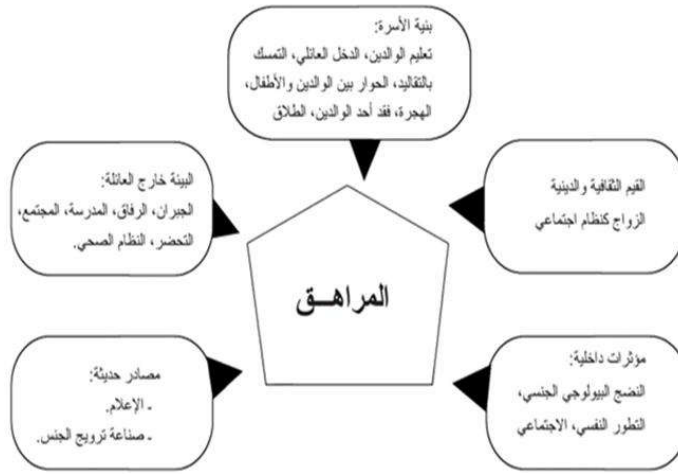 بنية الأسرة:
تعليم الوالدين، الدخل العائلي، التمسك
بالتقاليد، الحوار بين الوالدين والأطفال،
الهجرة، فقد أحد الوالدين، الطلاق
القيم الثقافية والدينية
الزواج كنظام اجتماعي
البيئة خارج العائلة:
الجيران، الرفاق، المدرسة، المجتمع،
التحضر، النظام الصحي.
المراهــق
مؤثرات داخلية:
النضج البيولوجي الجنسي،
التطور النفسي، الاجتماعي
مصادر حديثة:
- الإعلام.
- صناعة ترويج الجنس.